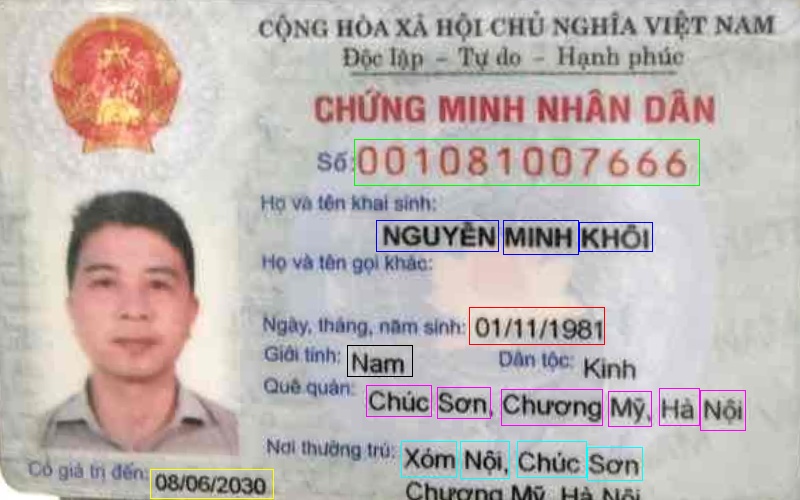 CỘNG HÒA XÃ HỘI CHỦ NGHĨA VIỆT NAM
Độc lập - Tự do - Hạnh phúc
CHỨNG MINH NHÂN DÂN
Số: 001081007666
Họ và tên khai sinh:
NGUYỄN MINH KHÔI
Họ và tên gọi khác:
Ngày, tháng, năm sinh: 01/11/1981
Giới tính: Nam Dân tộc: Kinh
Quê quán: Chúc Sơn, Chương Mỹ, Hà Nội
Nơi thường trú: Xóm Nội, Chúc Sơn
Chương Mỹ, Hà Nội
Có giá trị đến: 08/06/2030